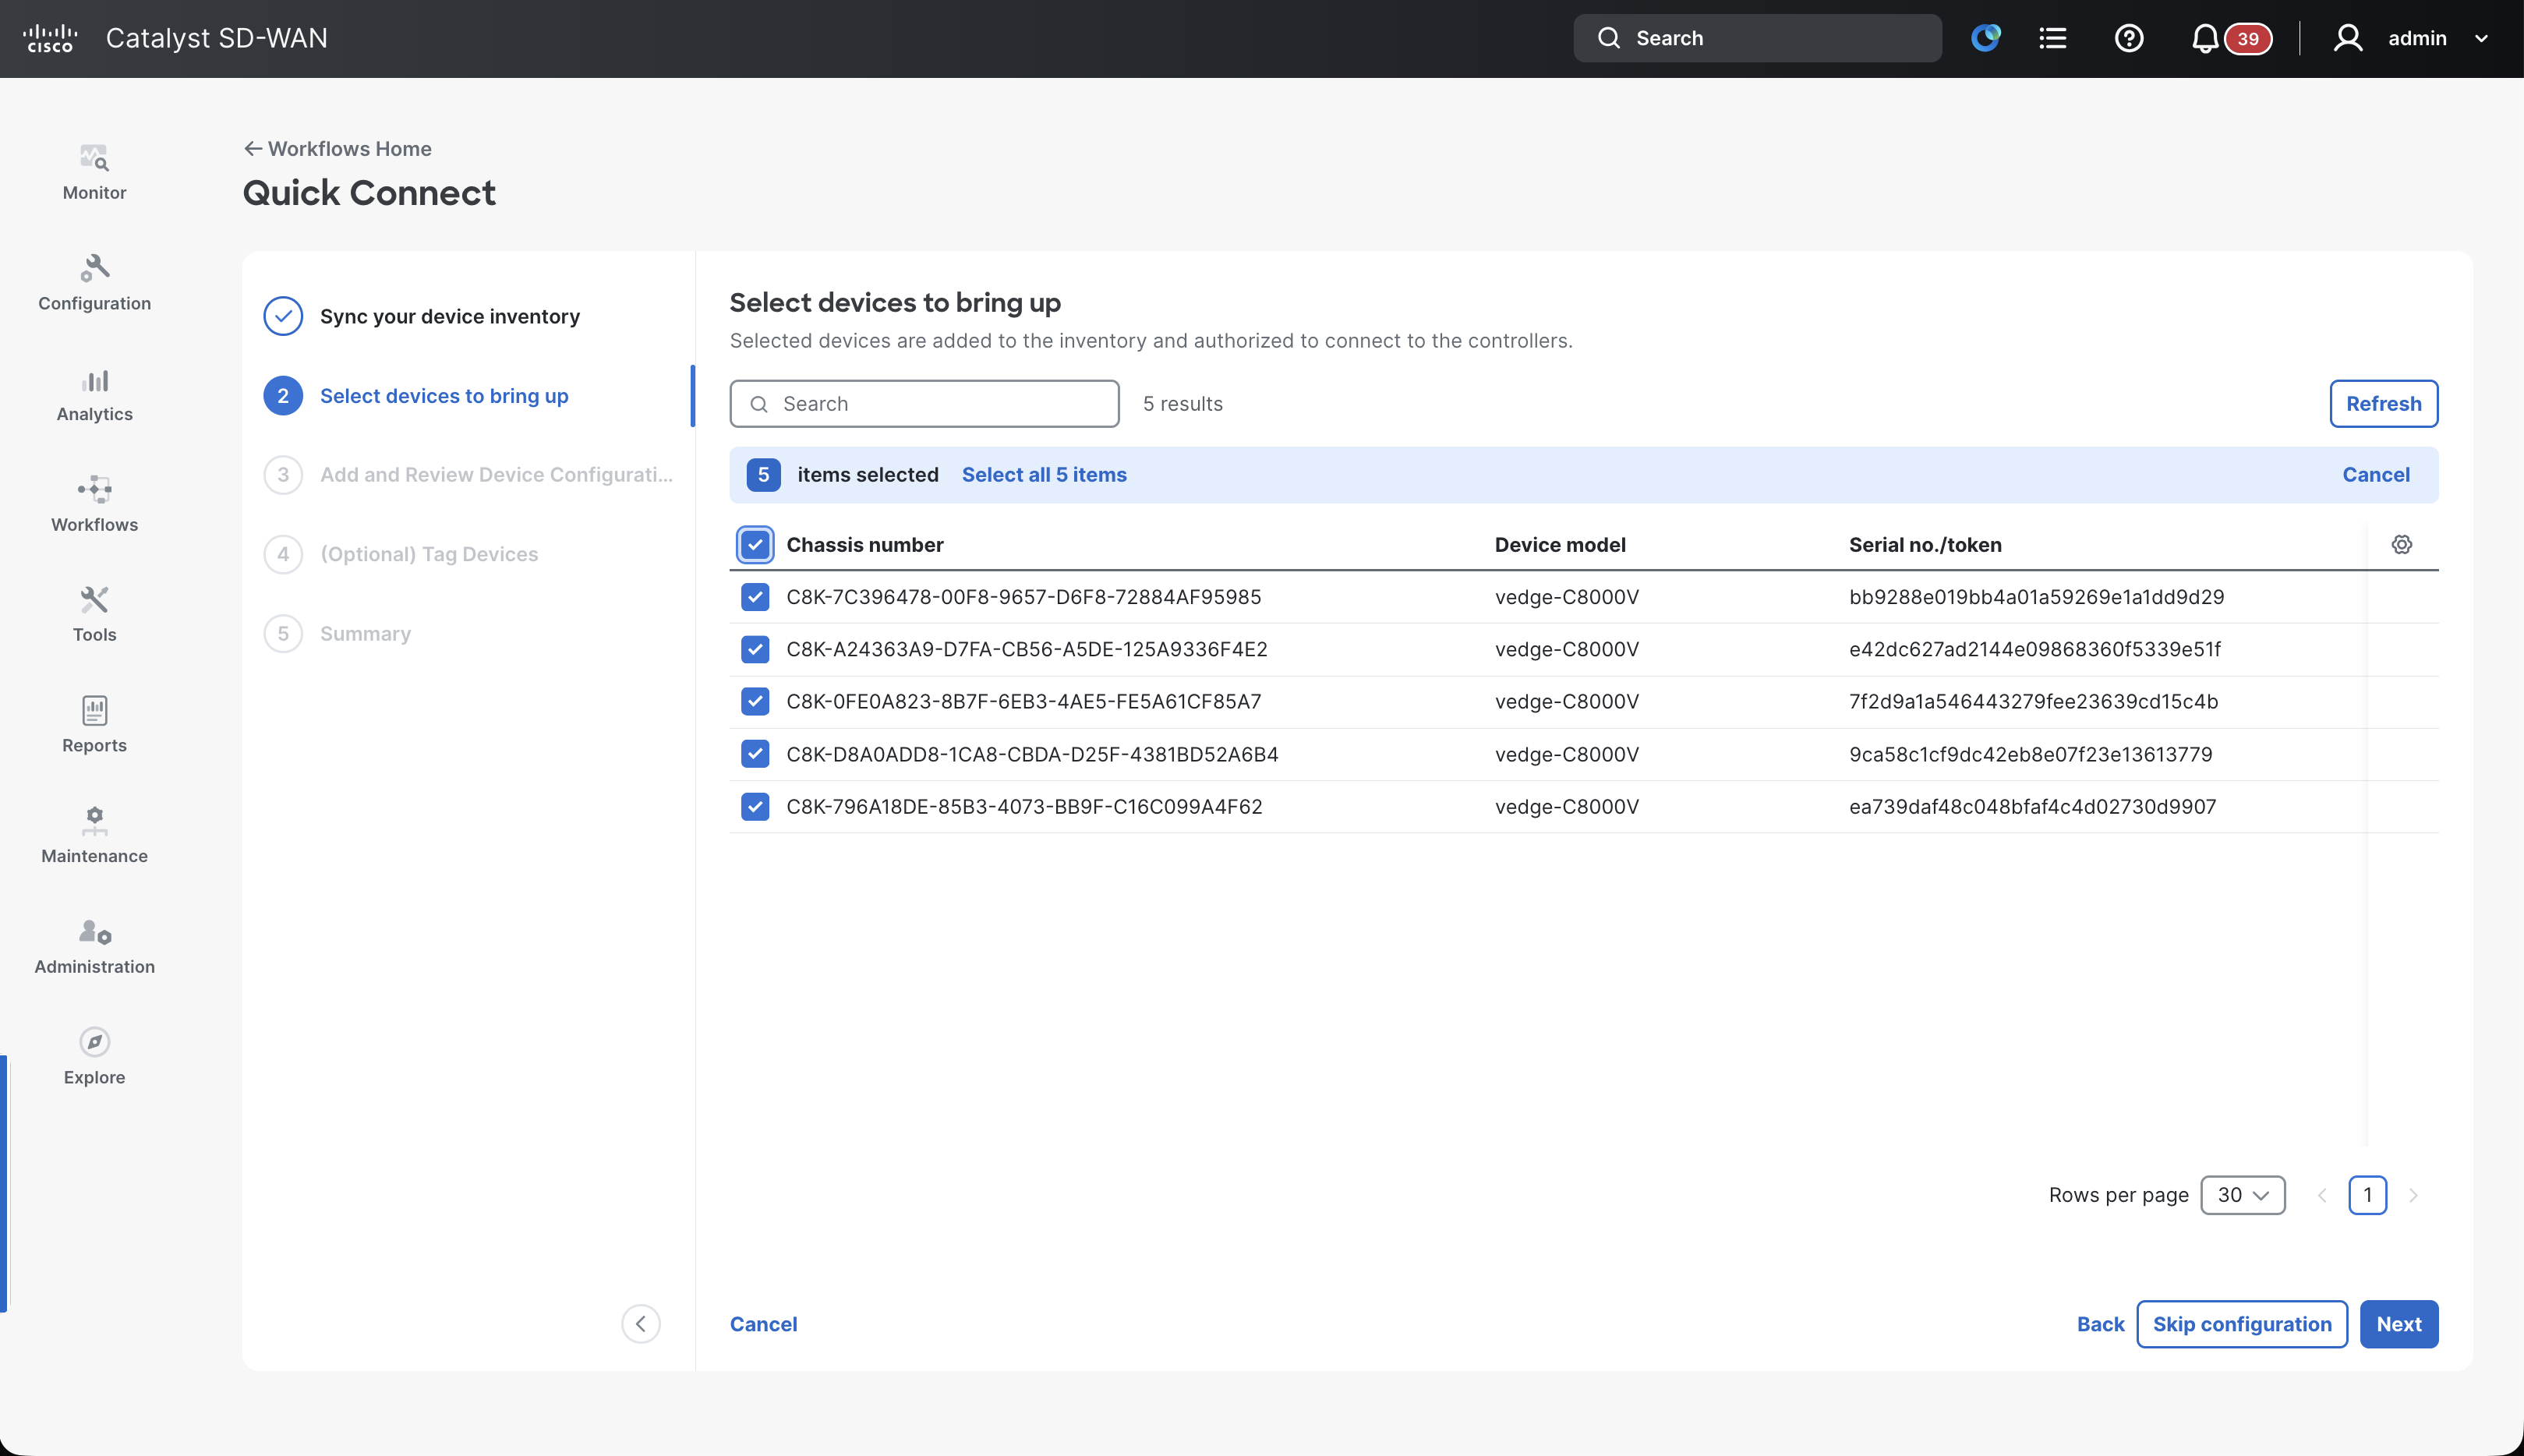 cisco Catalyst SD-WAN Search 39 admin
Monitor
Configuration
Analytics
Workflows
Tools
Reports
Maintenance
Administration
Explore
Workflows Home
Quick Connect
Sync your device inventory
2 Select devices to bring up
3 Add and Review Device Configurati...
4 (Optional) Tag Devices
5 Summary
Select devices to bring up
Selected devices are added to the inventory and authorized to connect to the controllers.
Search 5 results Refresh
5 items selected Select all 5 items Cancel
Chassis number Device model Serial no./token
C8K-7C396478-00F8-9657-D6F8-72884AF95985 vedge-C8000V bb9288e019bb4a01a59269e1a1dd9d29
C8K-A24363A9-D7FA-CB56-A5DE-125A9336F4E2 vedge-C8000V e42dc627ad2144e09868360f5339e51f
C8K-0FE0A823-8B7F-6EB3-4AE5-FE5A61CF85A7 vedge-C8000V 7f2d9a1a546443279fee23639cd15c4b
C8K-D8A0ADD8-1CA8-CBDA-D25F-4381BD52A6B4 vedge-C8000V 9ca58c1cf9dc42eb8e07f23e13613779
C8K-796A18DE-85B3-4073-BB9F-C16C099A4F62 vedge-C8000V ea739daf48c048bfaf4c4d02730d9907
Rows per page 30 1
Cancel Back Skip configuration Next